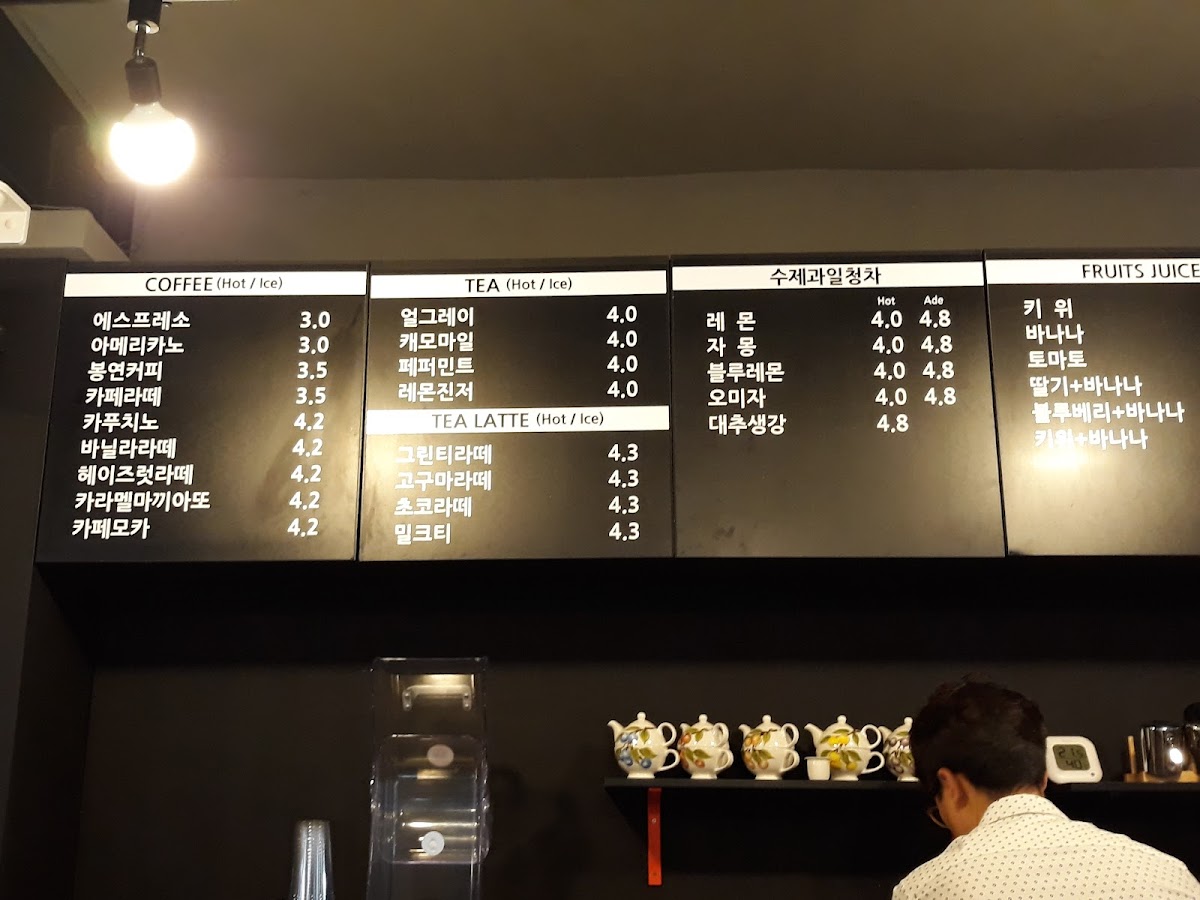 COFFEE (Hot / Ice)
에스프레소 3.0
아메리카노 3.0
봉연커피 3.5
카페라떼 3.5
카푸치노 4.2
바닐라라떼 4.2
헤이즈럿라떼 4.2
카라멜마끼아또 4.2
카페모카 4.2
TEA (Hot / Ice)
얼그레이 4.0
캐모마일 4.0
페퍼민트 4.0
레몬진저 4.0
TEA LATTE (Hot / Ice)
그린티라떼 4.3
고구마라떼 4.3
초코라떼 4.3
밀크티 4.3
수제과일청차
Hot Ade
레 몬 4.0 4.8
자 몽 4.0 4.8
블루레몬 4.0 4.8
오미자 4.0 4.8
대추생강 4.8
FRUITS JUICE
키 위
바나나
토마토
딸기+바나나
블루베리+바나나
키위+바나나